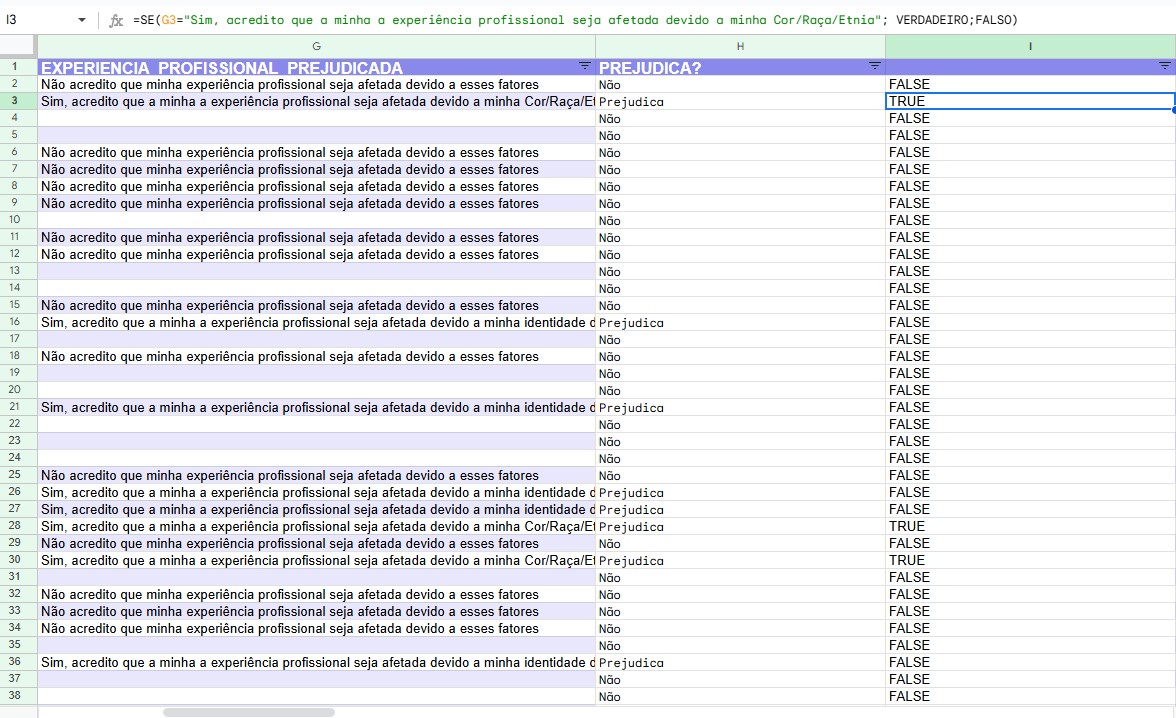 I3 fx =SE(G3="Sim, acredito que a minha a experiência profissional seja afetada devido a minha Cor/Raça/Etnia"; VERDADEIRO;FALSO)
G H I
1 EXPERIENCIA_PROFISSIONAL_PREJUDICADA PREJUDICA?
2 Não acredito que minha experiência profissional seja afetada devido a esses fatores Não FALSE
3 Sim, acredito que a minha a experiência profissional seja afetada devido a minha Cor/Raça/Et Prejudica TRUE
4 Não FALSE
5 Não FALSE
6 Não acredito que minha experiência profissional seja afetada devido a esses fatores Não FALSE
7 Não acredito que minha experiência profissional seja afetada devido a esses fatores Não FALSE
8 Não acredito que minha experiência profissional seja afetada devido a esses fatores Não FALSE
9 Não acredito que minha experiência profissional seja afetada devido a esses fatores Não FALSE
10 Não FALSE
11 Não acredito que minha experiência profissional seja afetada devido a esses fatores Não FALSE
12 Não acredito que minha experiência profissional seja afetada devido a esses fatores Não FALSE
13 Não FALSE
14 Não FALSE
15 Não acredito que minha experiência profissional seja afetada devido a esses fatores Não FALSE
16 Sim, acredito que a minha a experiência profissional seja afetada devido a minha identidade d Prejudica FALSE
17 Não FALSE
18 Não acredito que minha experiência profissional seja afetada devido a esses fatores Não FALSE
19 Não FALSE
20 Não FALSE
21 Sim, acredito que a minha a experiência profissional seja afetada devido a minha identidade d Prejudica FALSE
22 Não FALSE
23 Não FALSE
24 Não FALSE
25 Não acredito que minha experiência profissional seja afetada devido a esses fatores Não FALSE
26 Sim, acredito que a minha a experiência profissional seja afetada devido a minha identidade d Prejudica FALSE
27 Sim, acredito que a minha a experiência profissional seja afetada devido a minha identidade d Prejudica FALSE
28 Sim, acredito que a minha a experiência profissional seja afetada devido a minha Cor/Raça/Et Prejudica TRUE
29 Não acredito que minha experiência profissional seja afetada devido a esses fatores Não FALSE
30 Sim, acredito que a minha a experiência profissional seja afetada devido a minha Cor/Raça/Et Prejudica TRUE
31 Não FALSE
32 Não acredito que minha experiência profissional seja afetada devido a esses fatores Não FALSE
33 Não acredito que minha experiência profissional seja afetada devido a esses fatores Não FALSE
34 Não acredito que minha experiência profissional seja afetada devido a esses fatores Não FALSE
35 Não FALSE
36 Sim, acredito que a minha a experiência profissional seja afetada devido a minha identidade d Prejudica FALSE
37 Não FALSE
38 Não FALSE